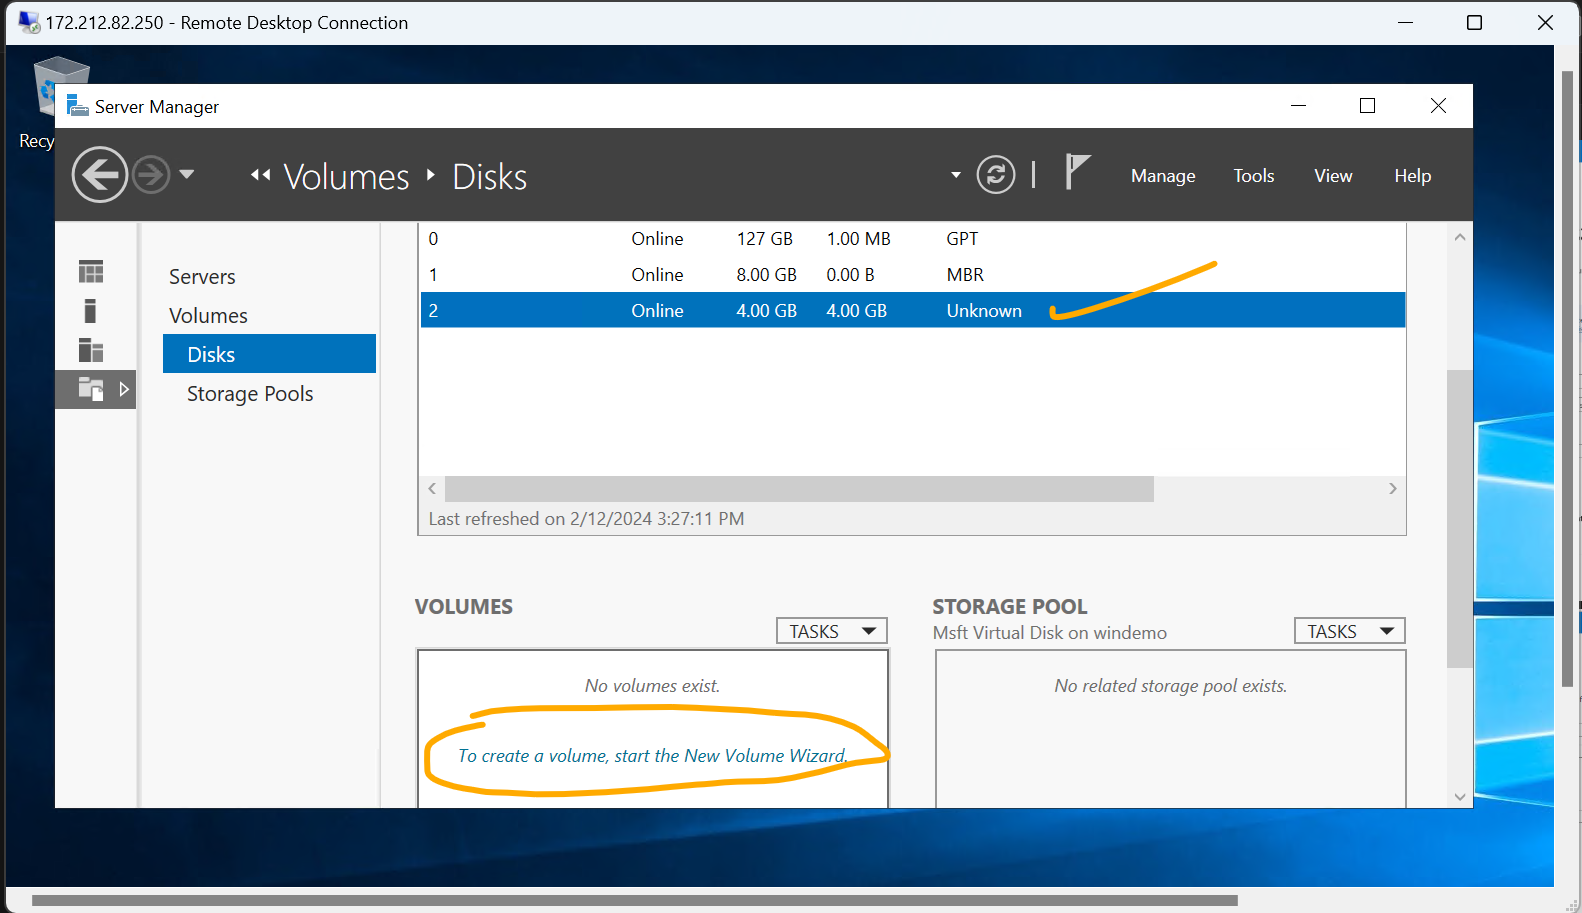 172.212.82.250 - Remote Desktop Connection
Recy
Server Manager
Volumes Disks
Manage Tools View Help
Servers
Volumes
Disks
Storage Pools
0 Online 127 GB 1.00 MB GPT
1 Online 8.00 GB 0.00 B MBR
2 Online 4.00 GB 4.00 GB Unknown
Last refreshed on 2/12/2024 3:27:11 PM
VOLUMES
TASKS
No volumes exist.
To create a volume, start the New Volume Wizard.
STORAGE POOL
Msft Virtual Disk on windemo
TASKS
No related storage pool exists.